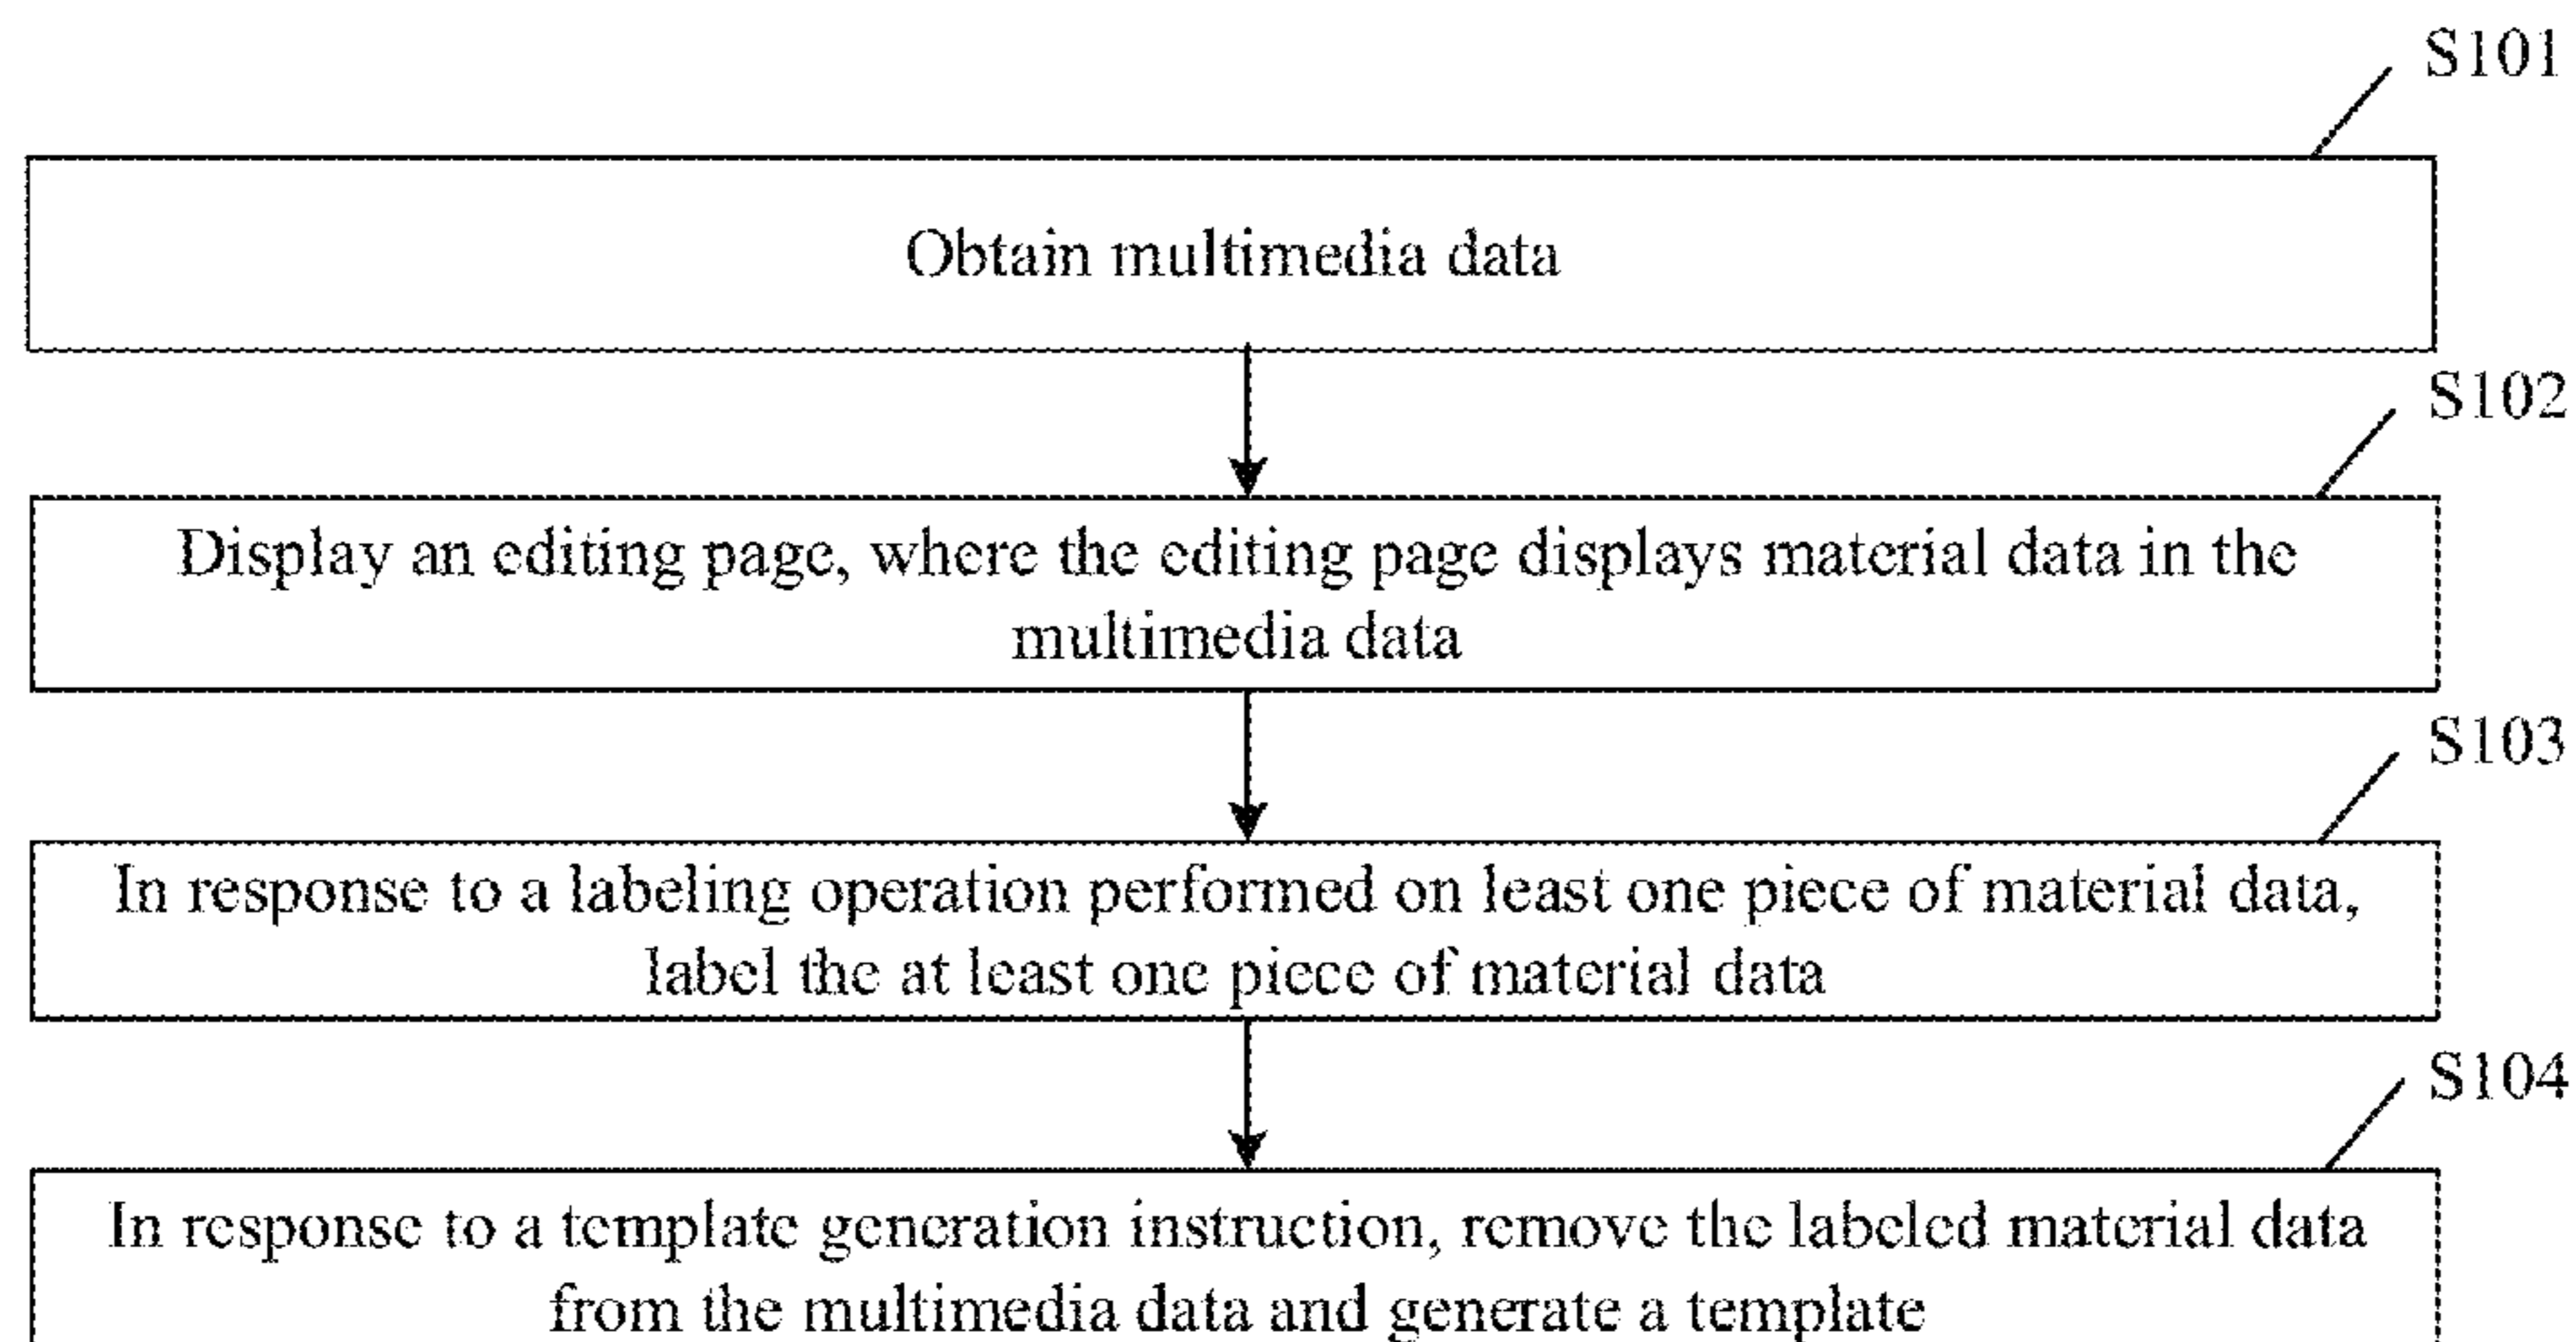 S101
Obtain multimedia data
S102
Display an editing page, where the editing page displays material data in the
multimedia data
S103
In response to a labeling operation performed on least one piece of material data,
label the at least one piece of material data
S104
In response to a template generation instruction, remove the labeled material data
from the multimedia data and generate a template